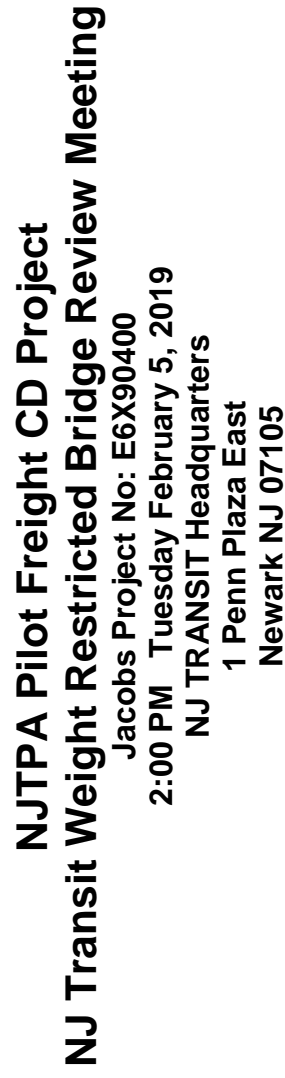 NJTPA Pilot Freight CD Project
NJ Transit Weight Restricted Bridge Review Meeting
Jacobs Project No: E6X90400
2:00 PM Tuesday February 5, 2019
NJ TRANSIT Headquarters
1 Penn Plaza East
Newark NJ 07105